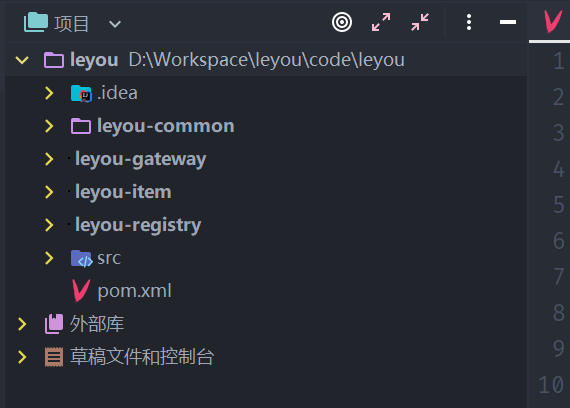 项目
leyou D:\Workspace\leyou\code\leyou
.idea
leyou-common
leyou-gateway
leyou-item
leyou-registry
src
pom.xml
外部库
草稿文件和控制台
1
2
3
4
5
6
7
8
9
10